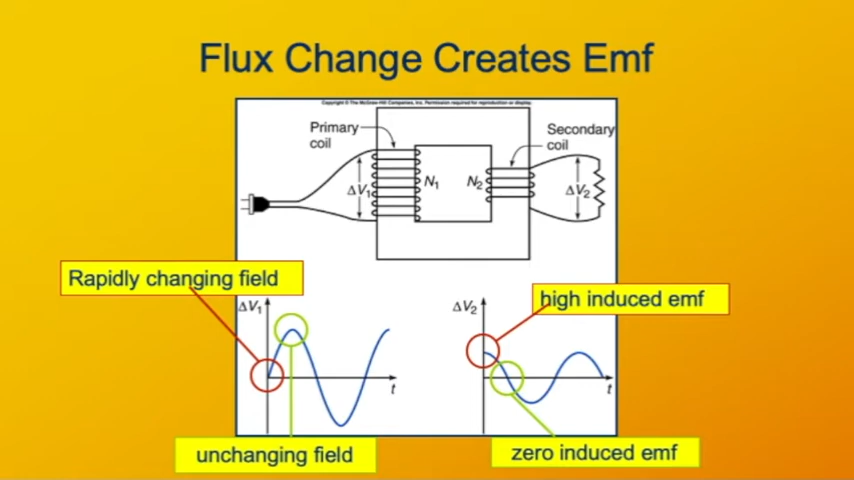 Flux Change Creates Emf
Copyright © The McGraw-Hill Companies, Inc. Permission required for reproduction or display.
Primary
coil
Secondary
coil
ΔV₁
N₁
N₂
ΔV₂
Rapidly changing field
high induced emf
ΔV₁
t
ΔV₂
t
unchanging field
zero induced emf